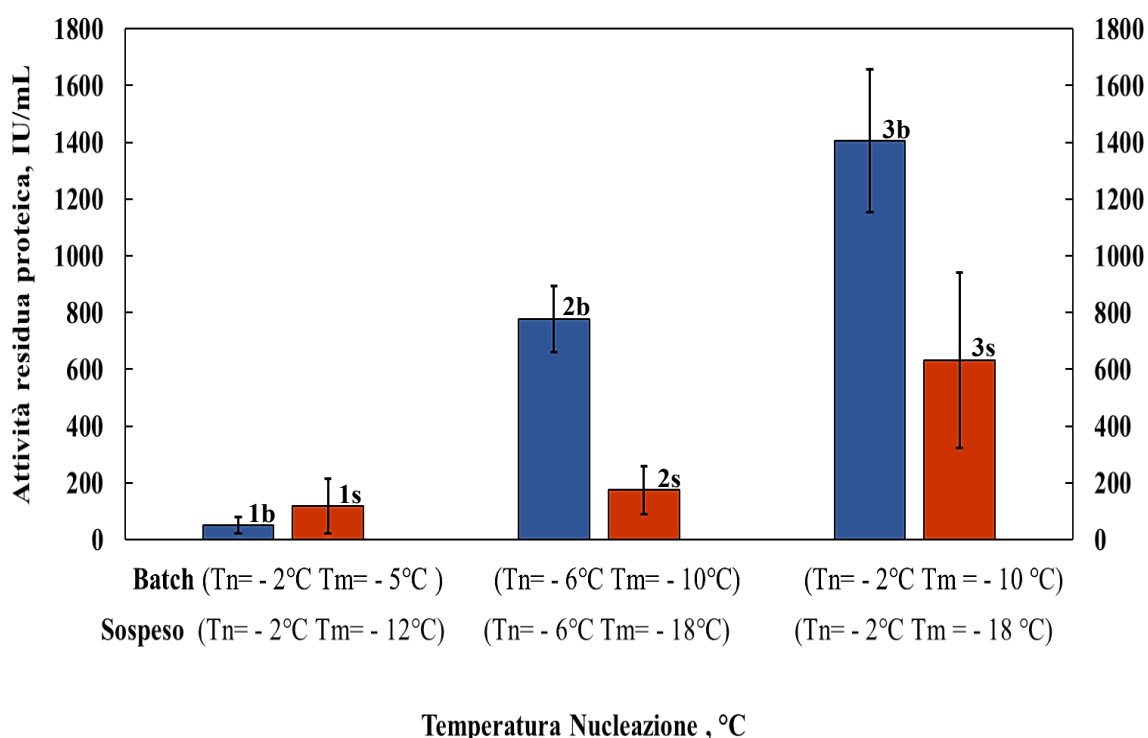 1800 1800
1600 1600
1400 1400
1200 1200
1000 1000
800 800
600 600
400 400
200 200
0 0
Attività residua proteica, IU/mL
1b
1s
2b
2s
3b
3s
Batch (Tn= - 2°C Tm= - 5°C ) (Tn= - 6°C Tm= - 10°C) (Tn= - 2°C Tm = - 10 °C)
Sospeso (Tn= - 2°C Tm= - 12°C) (Tn= - 6°C Tm= - 18°C) (Tn= - 2°C Tm = - 18 °C)
Temperatura Nucleazione , °C